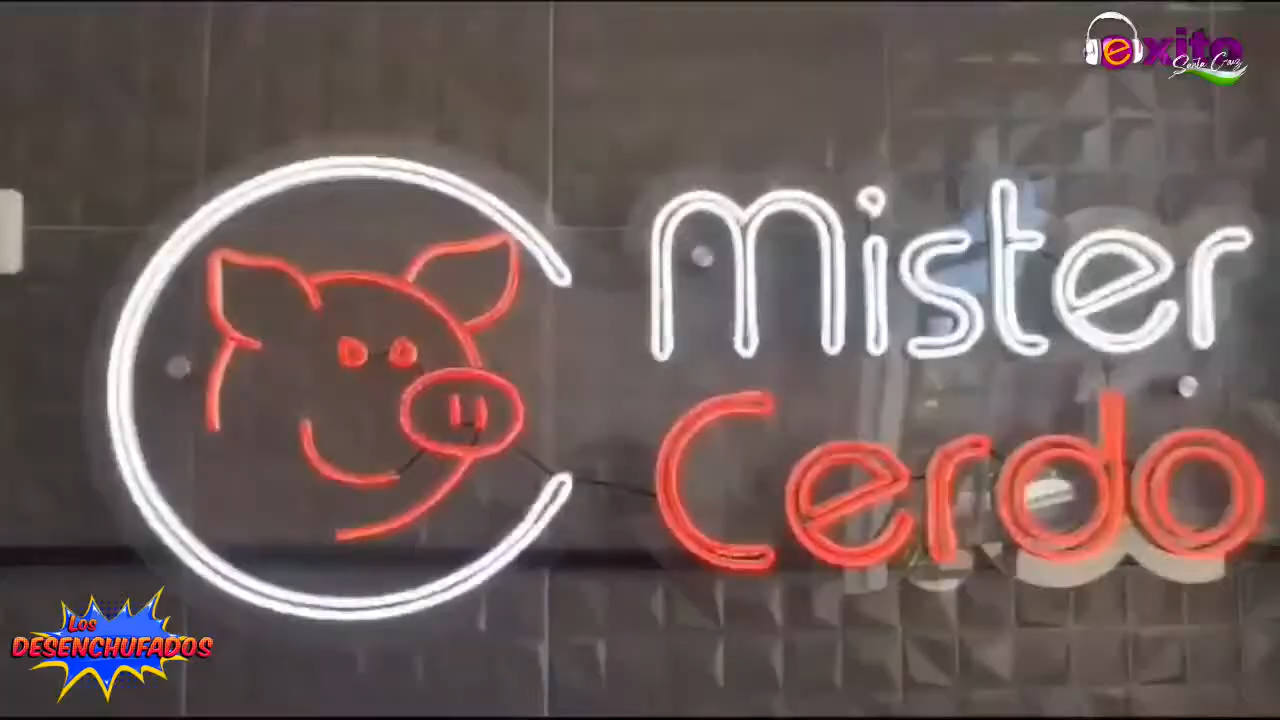 exito
Santa Cruz
Mister
Cerdo
Los
DESENCHUFADOS